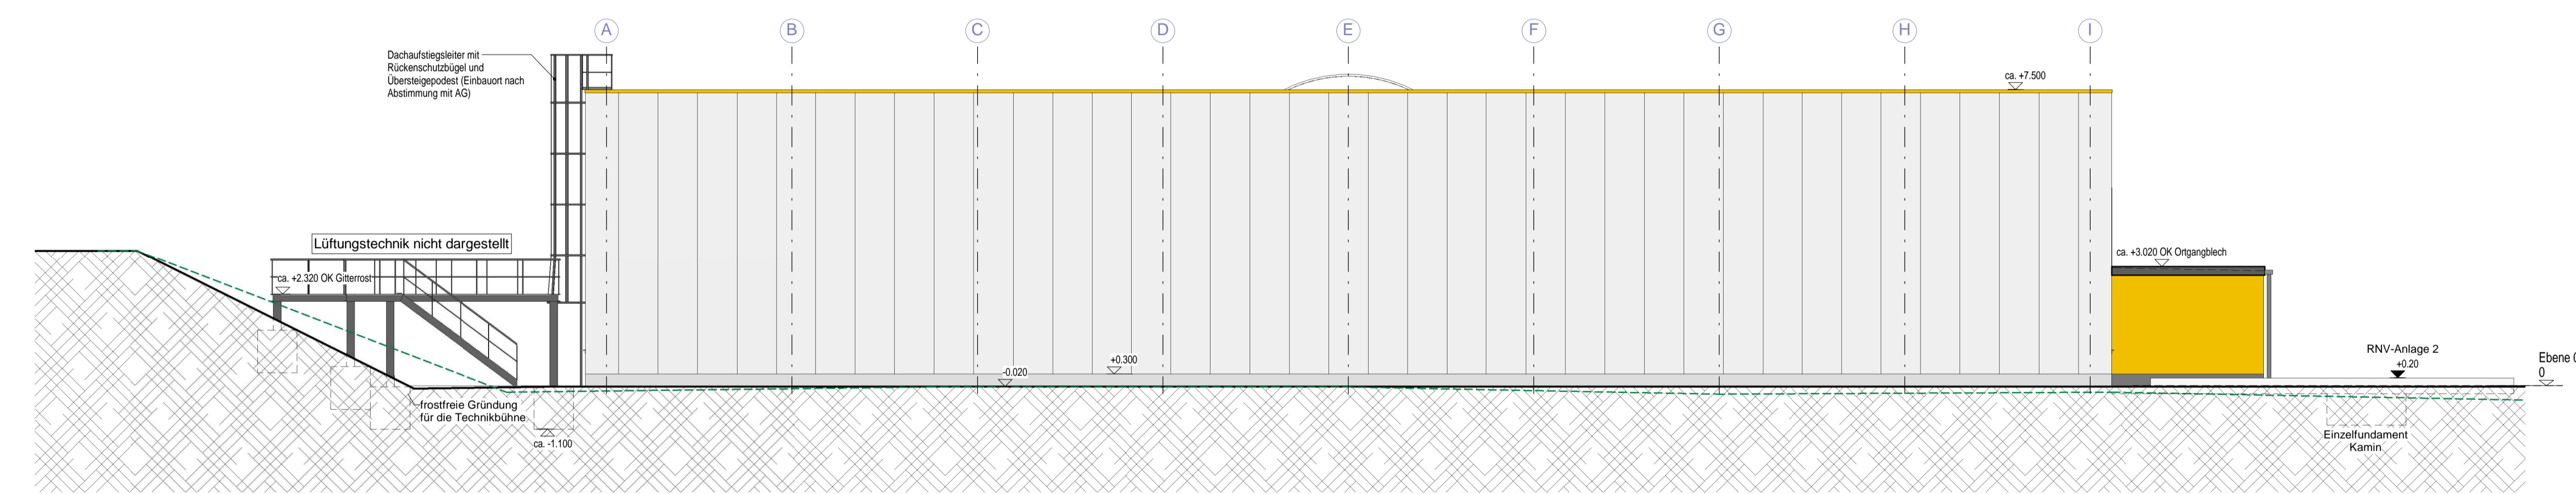 A B C D E F G H I
Dachaufstiegsleiter mit
Rückenschutzbügel und
Übersteigepodest (Einbauort nach
Abstimmung mit AG)
ca. +7.500
Lüftungstechnik nicht dargestellt
ca. +2.320 OK Gitterrost
ca. +3.020 OK Ortgangblech
+0.300
-0.020
RNV-Anlage 2
+0.20
Ebene 0
0
frostfreie Gründung
für die Technikbühne
ca. -1.100
Einzelfundament
Kamin